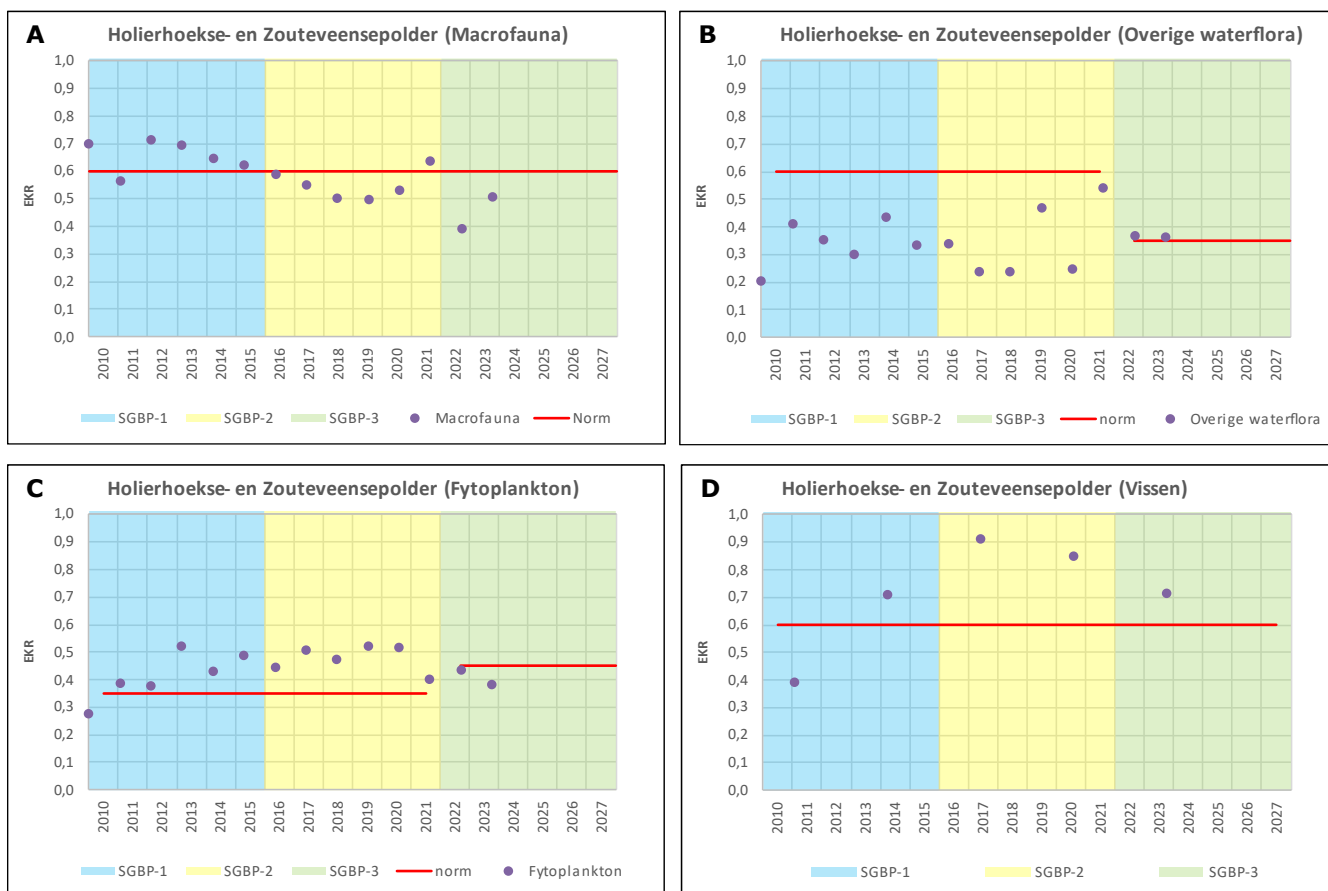 A
Holierhoekse- en Zouteveensepolder (Macrofauna)
EKR
1,0
0,9
0,8
0,7
0,6
0,5
0,4
0,3
0,2
0,1
0,0
2010 2011 2012 2013 2014 2015 2016 2017 2018 2019 2020 2021 2022 2023 2024 2025 2027
SGBP-1 SGBP-2 SGBP-3 Macrofauna Norm
B
Holierhoekse- en Zouteveensepolder (Overige waterflora)
EKR
1,0
0,9
0,8
0,7
0,6
0,5
0,4
0,3
0,2
0,1
0,0
2010 2011 2012 2013 2014 2015 2016 2017 2018 2019 2020 2021 2022 2023 2024 2025 2027
SGBP-1 SGBP-2 SGBP-3 norm Overige waterflora
C
Holierhoekse- en Zouteveensepolder (Fytoplankton)
EKR
1,0
0,9
0,8
0,7
0,6
0,5
0,4
0,3
0,2
0,1
0,0
2010 2011 2012 2013 2014 2015 2016 2017 2018 2019 2020 2021 2022 2023 2024 2025 2027
SGBP-1 SGBP-2 SGBP-3 norm Fytoplankton
D
Holierhoekse- en Zouteveensepolder (Vissen)
EKR
1,0
0,9
0,8
0,7
0,6
0,5
0,4
0,3
0,2
0,1
0,0
2010 2011 2012 2013 2014 2015 2016 2017 2018 2019 2020 2021 2022 2023 2024 2025 2027
SGBP-1 SGBP-2 SGBP-3